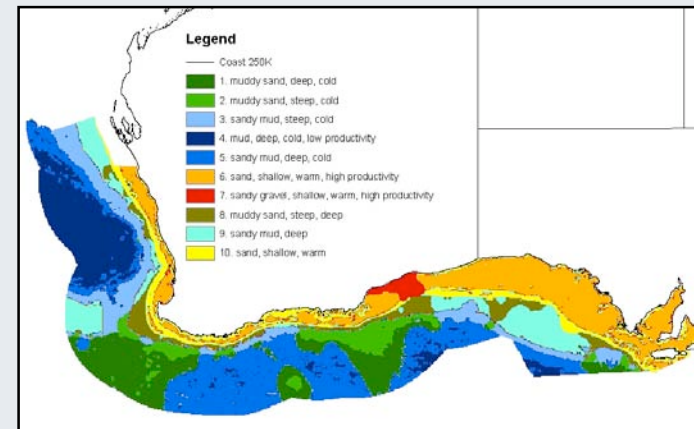 Legend
Coast 250K
1. muddy sand, deep, cold
2. muddy sand, steep, cold
3. sandy mud, steep, cold
4. mud, deep, cold, low productivity
5. sandy mud, deep, cold
6. sand, shallow, warm, high productivity
7. sandy gravel, shallow, warm, high productivity
8. muddy sand, steep, deep
9. sandy mud, deep
10. sand, shallow, warm